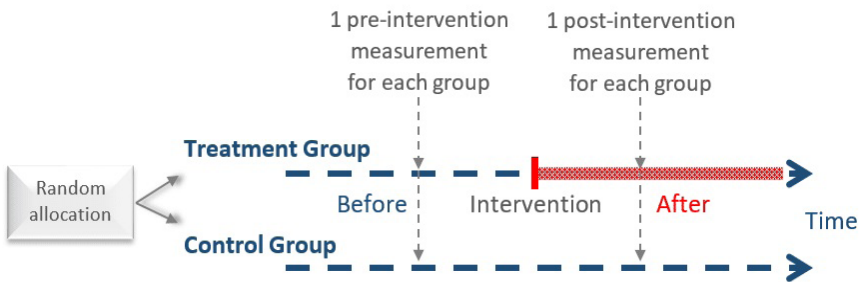 1 pre-intervention
measurement
for each group
1 post-intervention
measurement
for each group
Treatment Group
Random
allocation
Before
Intervention
After
Time
Control Group